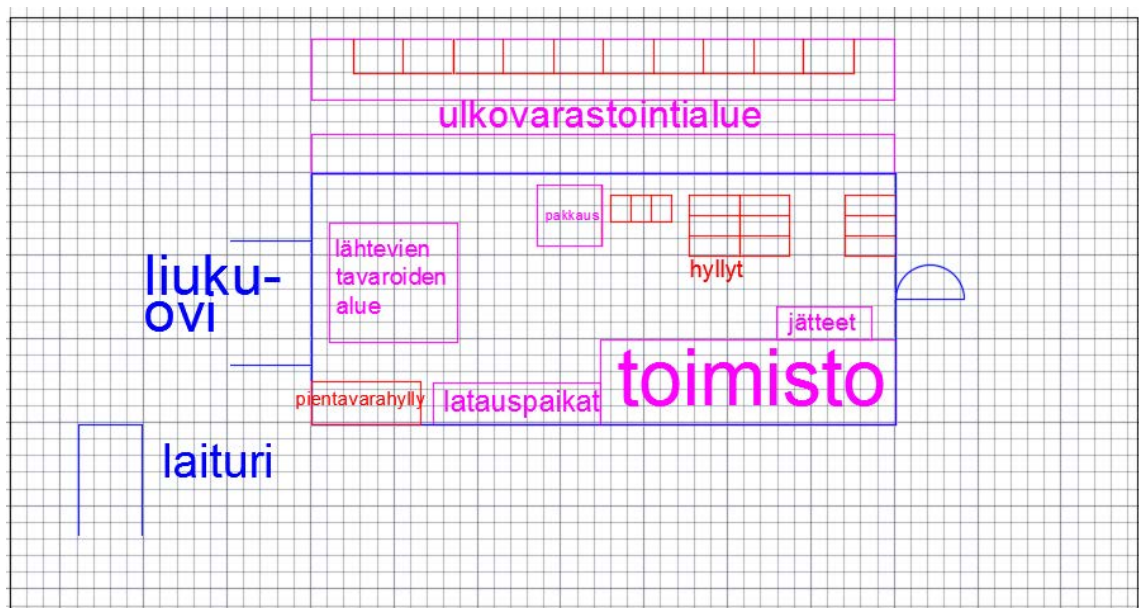 ulkovarastointialue
pakkaus
lähtevien
tavaroiden
alue
hyllyt
liuku-
ovi
jätteet
toimisto
pientavarahylly
latauspaikat
laituri